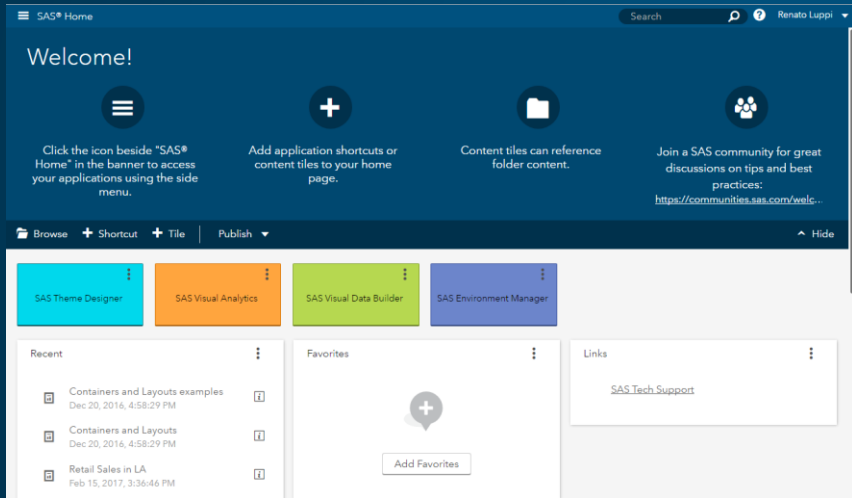 SAS® Home
Search
Renato Luppi
Welcome!
Click the icon beside "SAS®
Home" in the banner to access
your applications using the side
menu.
Add application shortcuts or
content tiles to your home
page.
Content tiles can reference
folder content.
Join a SAS community for great
discussions on tips and best
practices:
https://communities.sas.com/welc...
Browse + Shortcut + Tile Publish Hide
SAS Theme Designer
SAS Visual Analytics
SAS Visual Data Builder
SAS Environment Manager
Recent
Containers and Layouts examples
Dec 20, 2016, 4:58:29 PM
Containers and Layouts
Dec 20, 2016, 4:58:29 PM
Retail Sales in LA
Feb 15, 2017, 3:36:46 PM
Favorites
Add Favorites
Links
SAS Tech Support